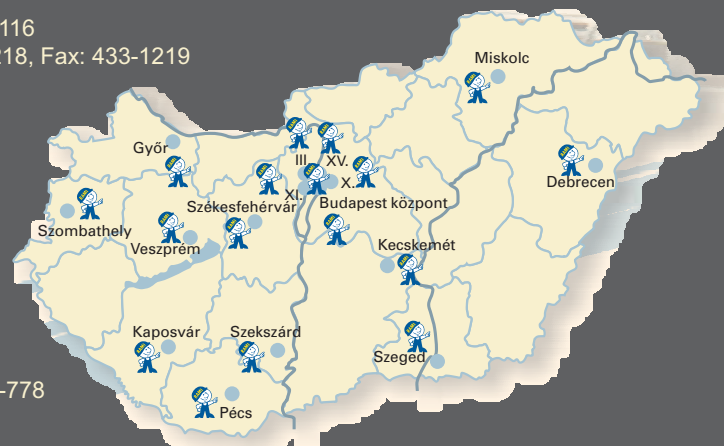 116
218, Fax: 433-1219
Miskolc
Győr
III
XV.
Debrecen
X.
XI.
Székesfehérvár
Budapest központ
Szombathely
Veszprém
Kecskemét
Kaposvár
Szekszárd
Szeged
-778
Pécs